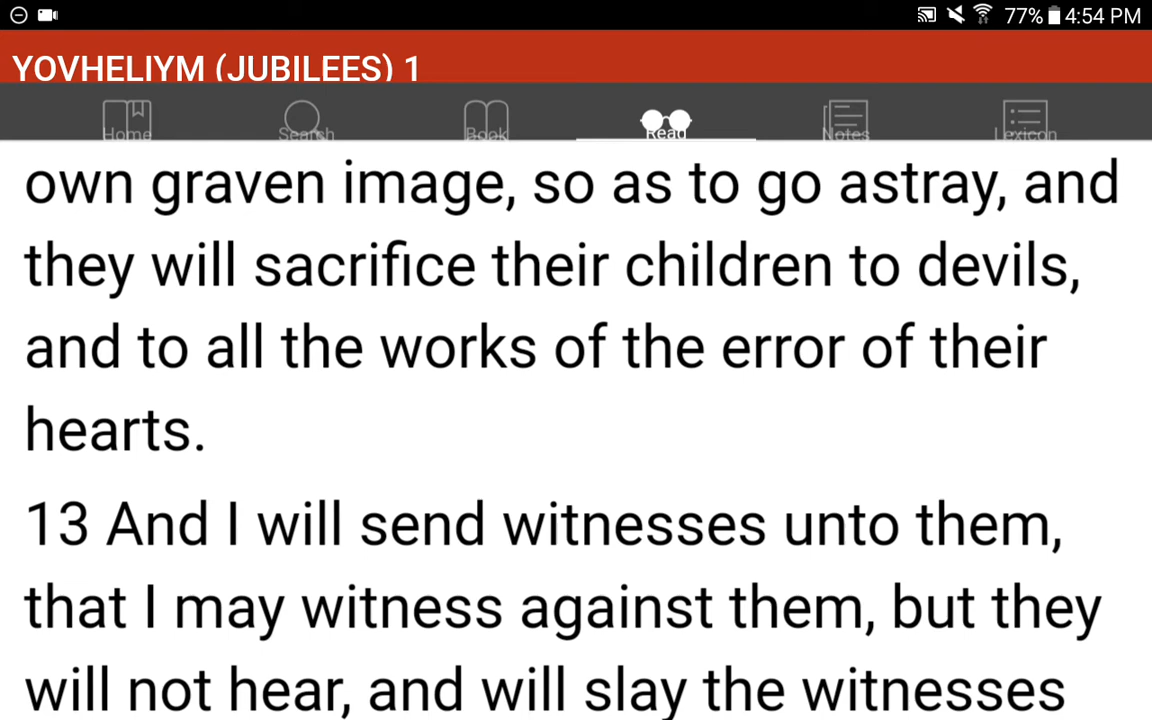 77% 4:54 PM
YOVHELIYM (JUBILEES) 1
Home Search Book Read Notes Lexicon
own graven image, so as to go astray, and
they will sacrifice their children to devils,
and to all the works of the error of their
hearts.
13 And I will send witnesses unto them,
that I may witness against them, but they
will not hear, and will slay the witnesses